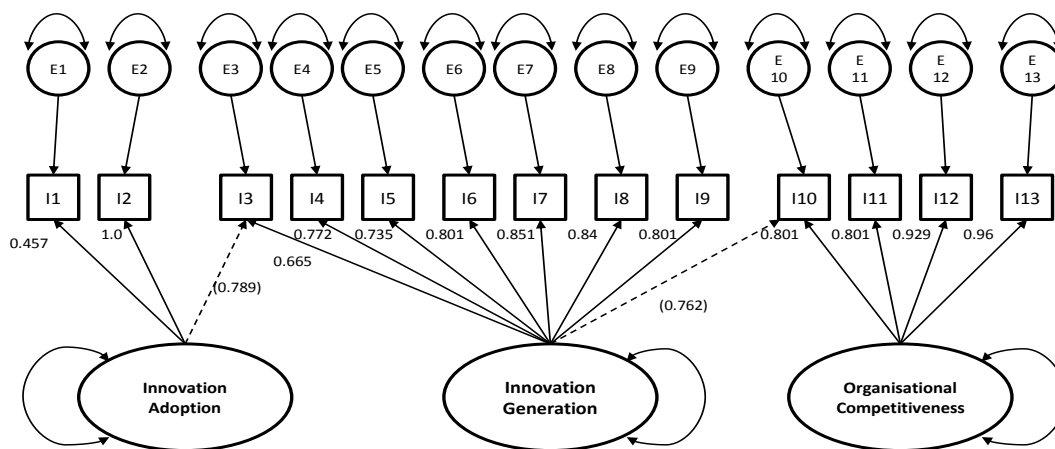 E1 E2 E3 E4 E5 E6 E7 E8 E9 E E E E
10 11 12 13
I1 I2 I3 I4 I5 I6 I7 I8 I9 I10 I11 I12 I13
0.457 1.0 0.772 0.735 0.801 0.851 0.84 0.801 0.801 0.801 0.929 0.96
0.665
(0.789) (0.762)
Innovation
Adoption
Innovation
Generation
Organisational
Competitiveness